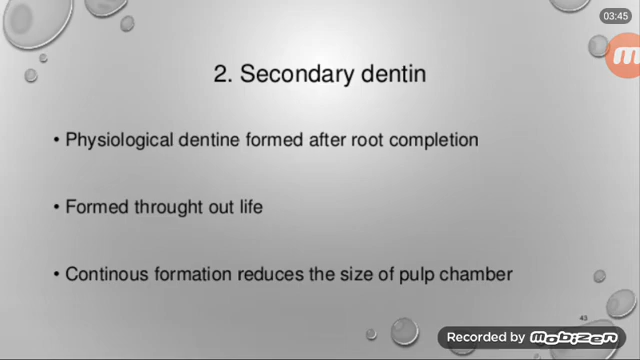 03:45
2. Secondary dentin
• Physiological dentine formed after root completion
• Formed throught out life
• Continous formation reduces the size of pulp chamber
43
Recorded by mobizen